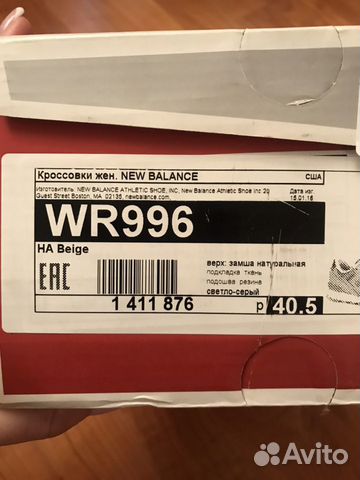 Кроссовки жен. NEW BALANCE США
Изготовитель: NEW BALANCE ATHLETIC SHOE, INC, New Balance Athletic Shoe Inc 20 Дата изг.
Guest Street Boston, MA 02135, newbalance.com, 15.01.16
WR996
HA Beige
верх: замша натуральная
подкладка ткань
подошва резина
светло-серый
EAC
1 411 876 р 40.5
Avito